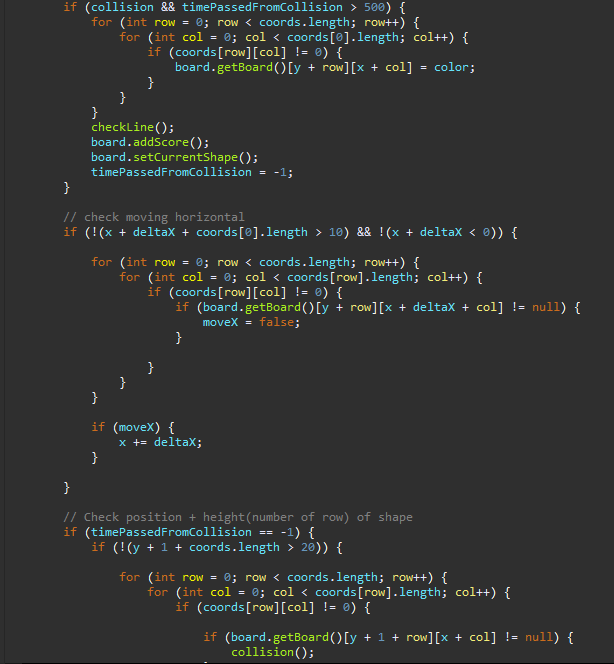 if (collision && timePassedFromCollision > 500) {
for (int row = 0; row < coords.length; row++) {
for (int col = 0; col < coords[0].length; col++) {
if (coords[row][col] != 0) {
board.getBoard()[y + row][x + col] = color;
}
}
}
checkLine();
board.addScore();
board.setCurrentShape();
timePassedFromCollision = -1;
}
// check moving horizontal
if (!(x + deltaX + coords[0].length > 10) && !(x + deltaX < 0)) {
for (int row = 0; row < coords.length; row++) {
for (int col = 0; col < coords[row].length; col++) {
if (coords[row][col] != 0) {
if (board.getBoard()[y + row][x + deltaX + col] != null) {
moveX = false;
}
}
}
}
if (moveX) {
x += deltaX;
}
}
// Check position + height(number of row) of shape
if (timePassedFromCollision == -1) {
if (!(y + 1 + coords.length > 20)) {
for (int row = 0; row < coords.length; row++) {
for (int col = 0; col < coords[row].length; col++) {
if (coords[row][col] != 0) {
if (board.getBoard()[y + 1 + row][x + col] != null) {
collision();